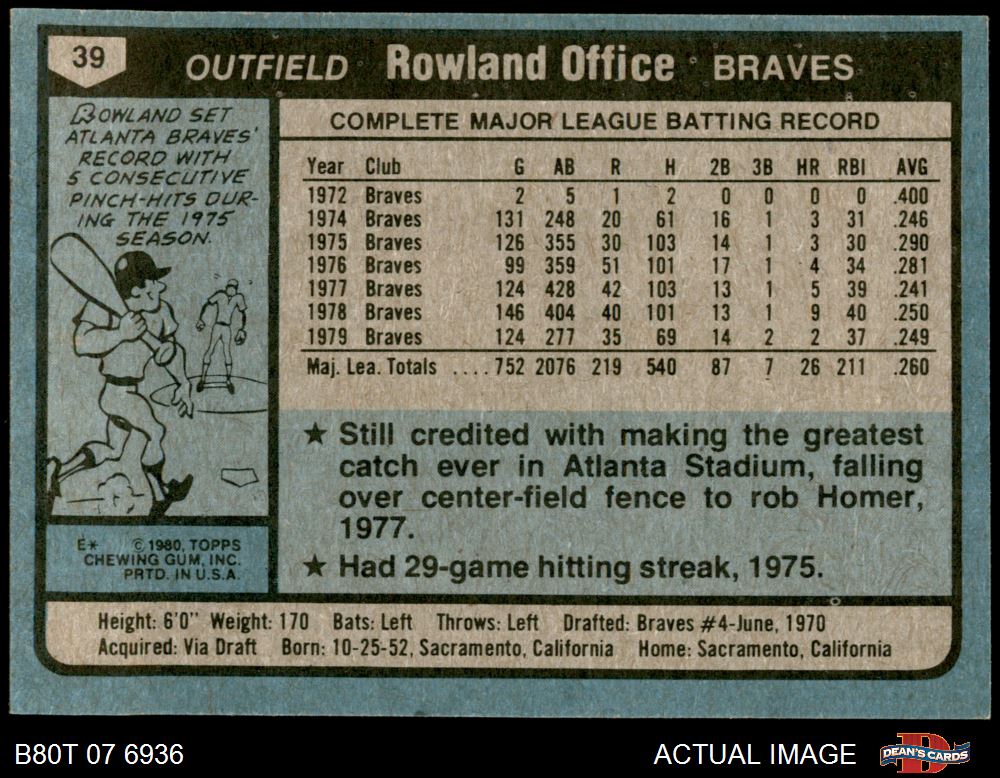 39
OUTFIELD Rowland Office BRAVES
ROWLAND SET
ATLANTA BRAVES'
RECORD WITH
5 CONSECUTIVE
PINCH-HITS DUR-
ING THE 1975
SEASON.
E* © 1980, TOPPS
CHEWING GUM, INC.
PRTD. IN U.S.A.
COMPLETE MAJOR LEAGUE BATTING RECORD
Year Club G AB R H 2B 3B HR RBI AVG
1972 Braves 2 5 1 2 0 0 0 0 .400
1974 Braves 131 248 20 61 16 1 3 31 .246
1975 Braves 126 355 30 103 14 1 3 30 .290
1976 Braves 99 359 51 101 17 1 4 34 .281
1977 Braves 124 428 42 103 13 1 5 39 .241
1978 Braves 146 404 40 101 13 1 9 40 .250
1979 Braves 124 277 35 69 14 2 2 37 .249
Maj. Lea. Totals ....752 2076 219 540 87 7 26 211 .260
★ Still credited with making the greatest
catch ever in Atlanta Stadium, falling
over center-field fence to rob Homer,
1977.
★ Had 29-game hitting streak, 1975.
Height: 6'0" Weight: 170 Bats: Left Throws: Left Drafted: Braves #4-June, 1970
Acquired: Via Draft Born: 10-25-52, Sacramento, California Home: Sacramento, California
B80T 07 6936
ACTUAL IMAGE
D
DEAN'S CARDS